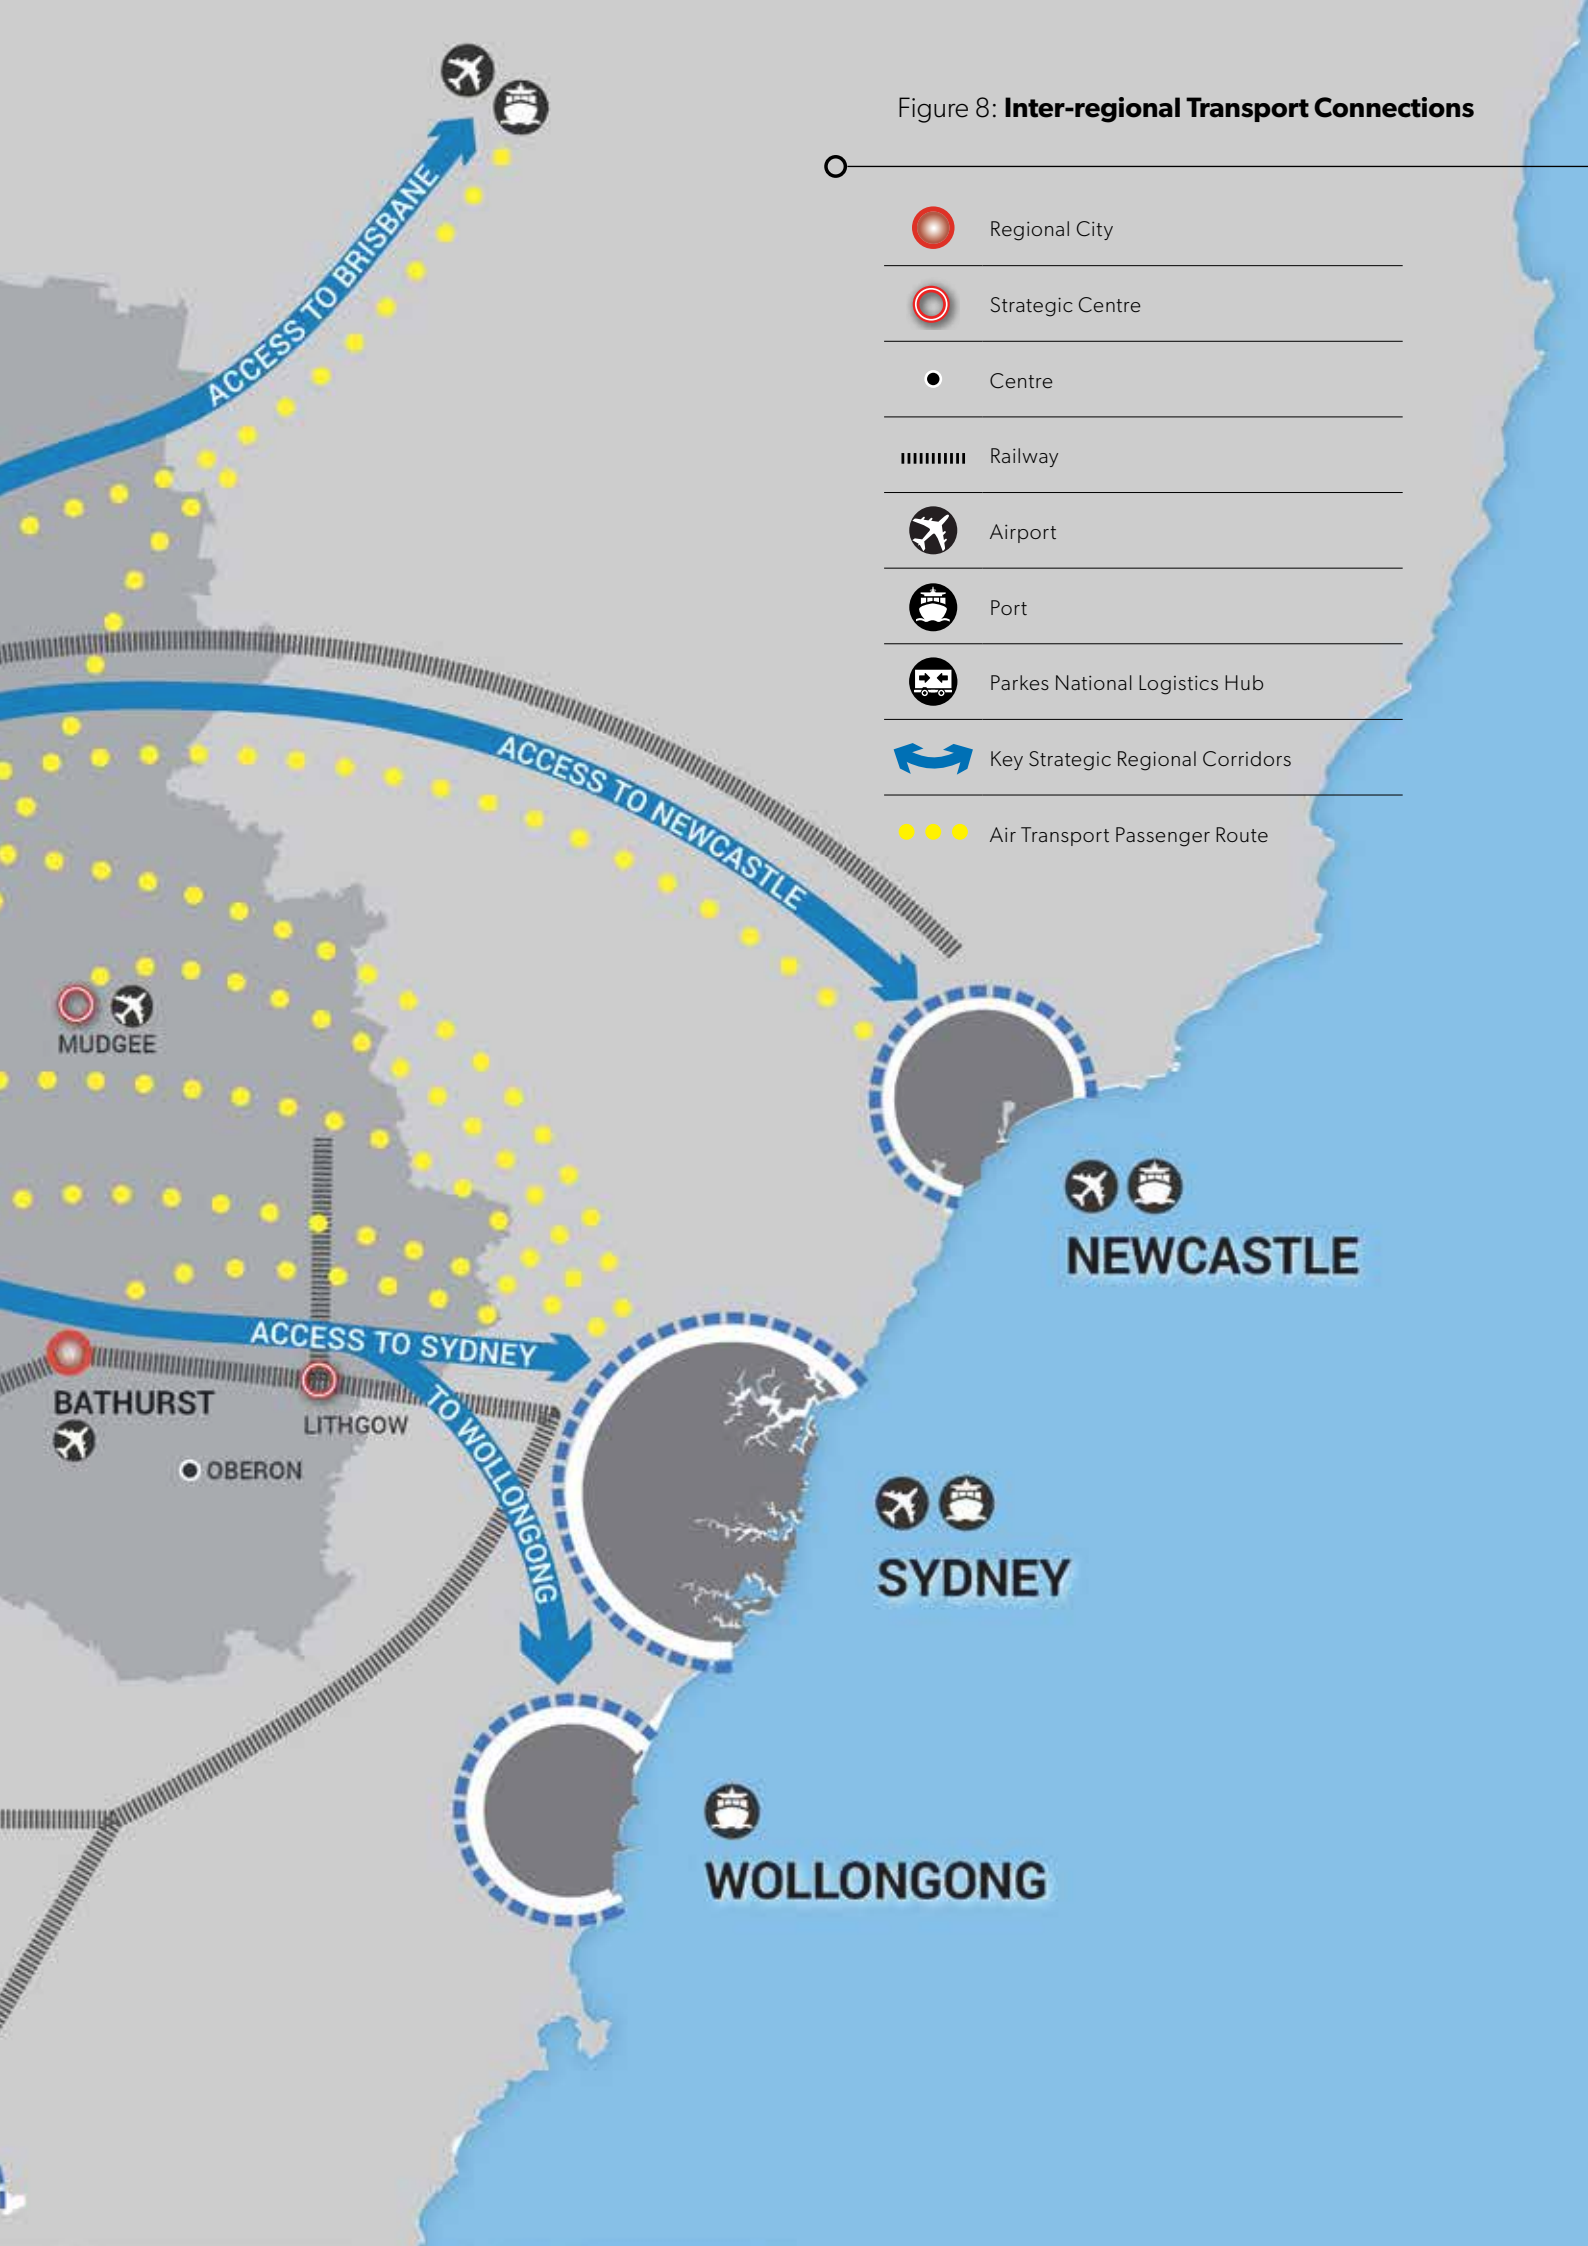 Figure 8: Inter-regional Transport Connections
Regional City
Strategic Centre
Centre
Railway
Airport
Port
Parkes National Logistics Hub
Key Strategic Regional Corridors
Air Transport Passenger Route
ACCESS TO BRISBANE
ACCESS TO NEWCASTLE
MUDGEE
NEWCASTLE
ACCESS TO SYDNEY
TO WOLLONGONG
BATHURST
LITHGOW
OBERON
SYDNEY
WOLLONGONG